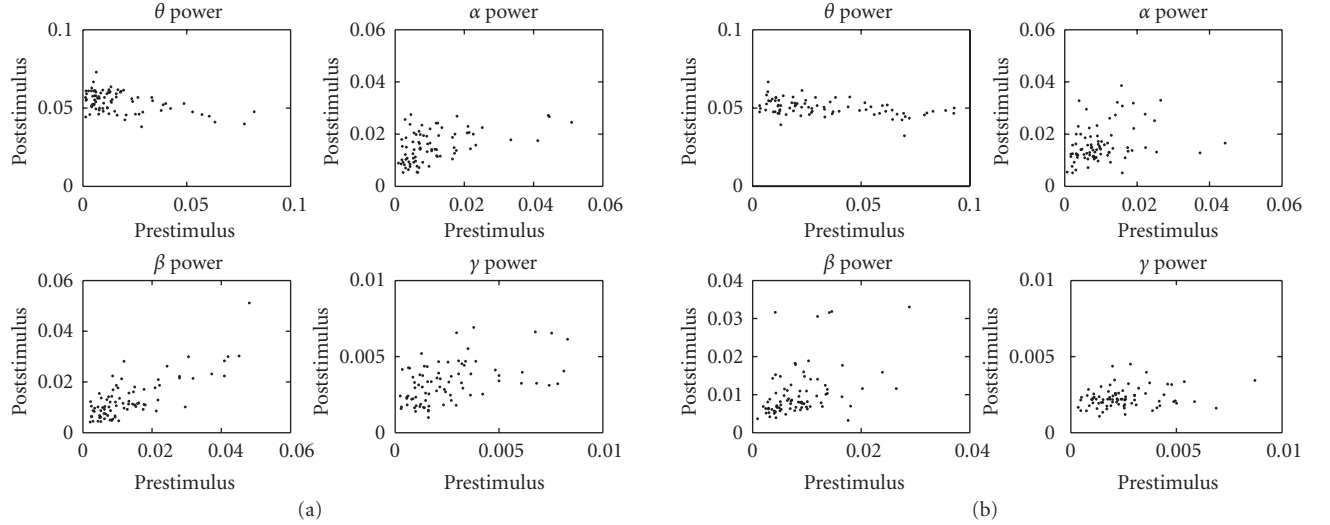 θ power
0.1
0.05
0
0 0.05 0.1
Poststimulus
Prestimulus
α power
0.06
0.04
0.02
0
0 0.02 0.04 0.06
Poststimulus
Prestimulus
β power
0.06
0.04
0.02
0
0 0.02 0.04 0.06
Poststimulus
Prestimulus
γ power
0.01
0.005
0
0 0.005 0.01
Poststimulus
Prestimulus
(a)
θ power
0.1
0.05
0
0 0.05 0.1
Poststimulus
Prestimulus
α power
0.06
0.04
0.02
0
0 0.02 0.04 0.06
Poststimulus
Prestimulus
β power
0.04
0.03
0.02
0.01
0
0 0.02 0.04
Poststimulus
Prestimulus
γ power
0.01
0.005
0
0 0.005 0.01
Poststimulus
Prestimulus
(b)